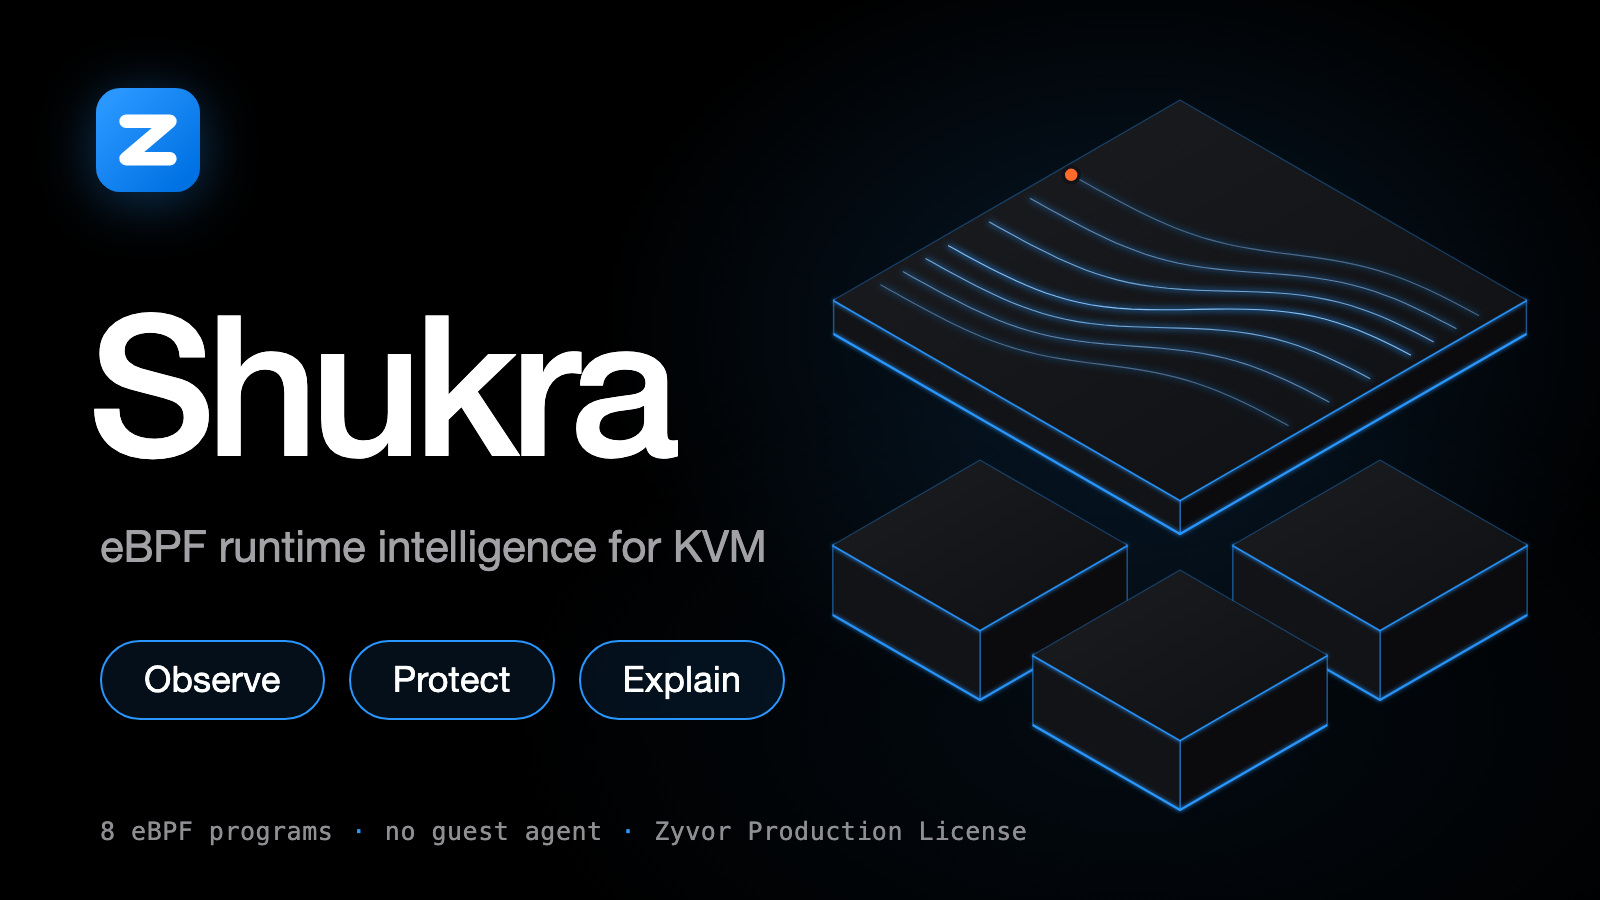 Z
Shukra
eBPF runtime intelligence for KVM
Observe
Protect
Explain
8 eBPF programs · no guest agent · Zyvor Production License